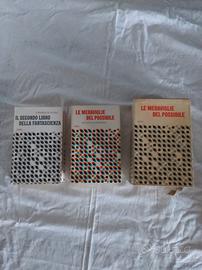 IL SECONDO LIBRO
DELLA FANTASCIENZA
LE MERAVIGLIE
DEL POSSIBILE
LE MERAVIGLIE
DEL POSSIBILE